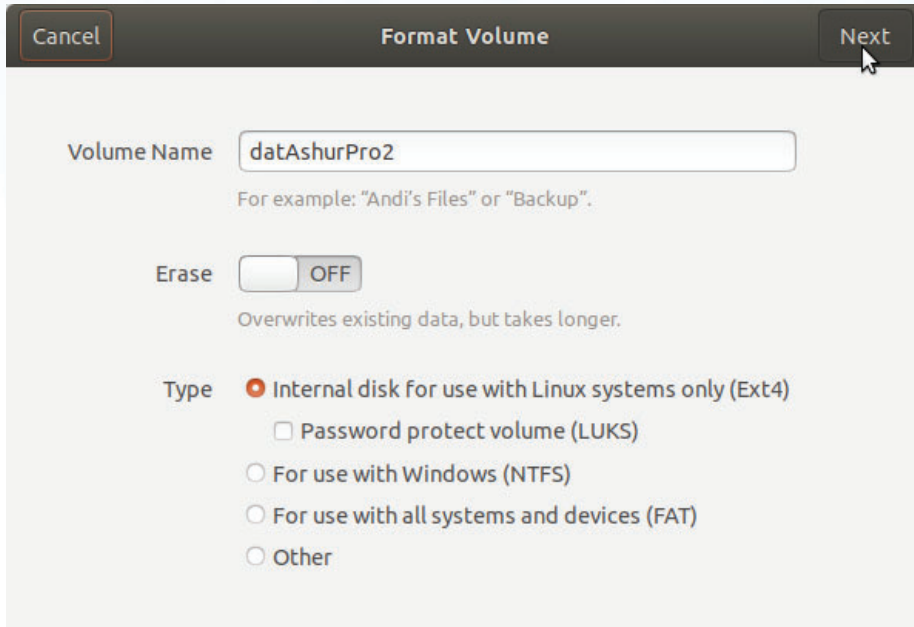 Cancel Format Volume Next
Volume Name datAshurPro2
For example: “Andi’s Files” or “Backup”.
Erase OFF
Overwrites existing data, but takes longer.
Type Internal disk for use with Linux systems only (Ext4)
Password protect volume (LUKS)
For use with Windows (NTFS)
For use with all systems and devices (FAT)
Other